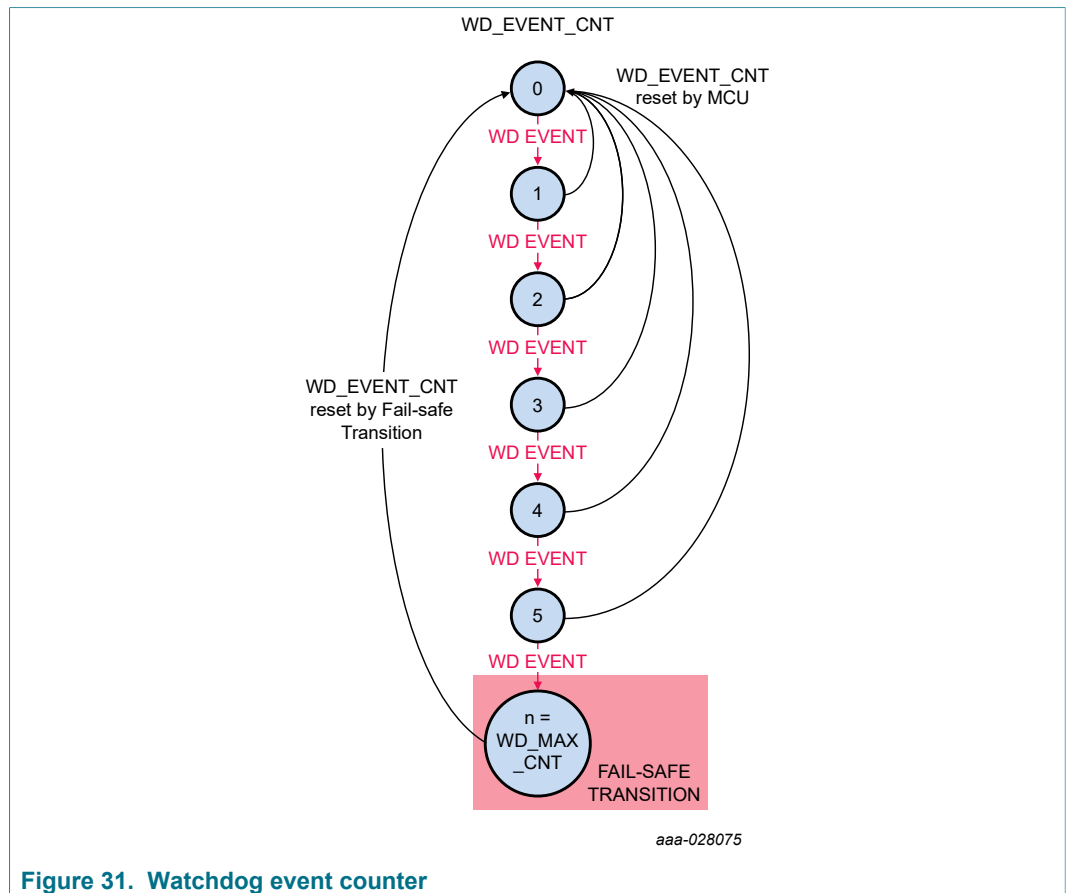 WD_EVENT_CNT
0
WD_EVENT_CNT
reset by MCU
WD EVENT
1
WD EVENT
2
WD EVENT
3
WD_EVENT_CNT
reset by Fail-safe
Transition
WD EVENT
4
WD EVENT
5
WD EVENT
n =
WD_MAX
_CNT
FAIL-SAFE
TRANSITION
aaa-028075
Figure 31. Watchdog event counter